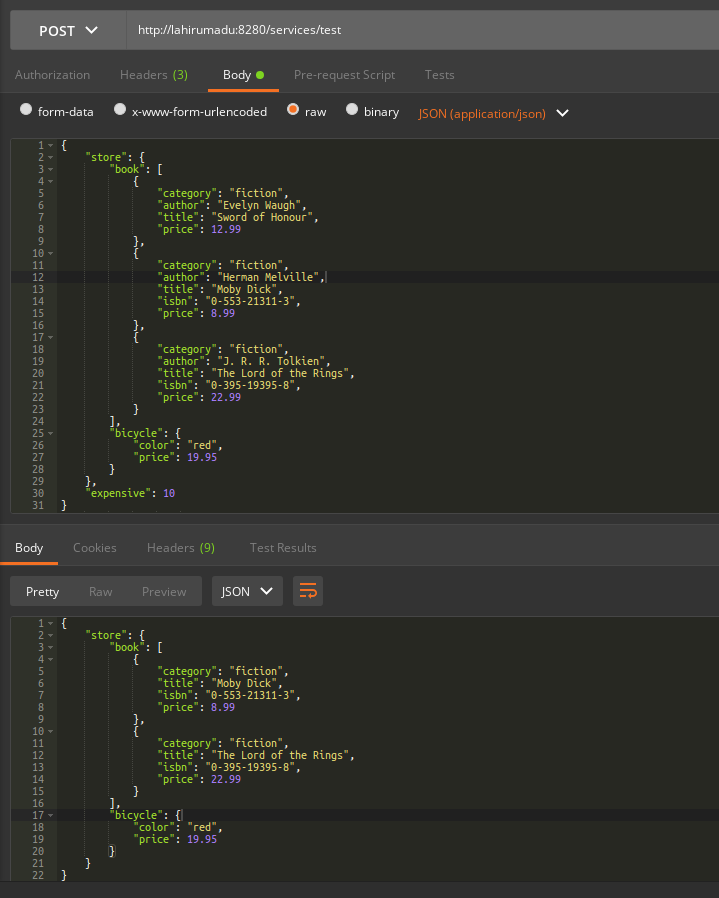 POST http://lahirumadu:8280/services/test
Authorization Headers (3) Body Pre-request Script Tests
form-data x-www-form-urlencoded raw binary JSON (application/json)
1 {
2 "store": {
3 "book": [
4 {
5 "category": "fiction",
6 "author": "Evelyn Waugh",
7 "title": "Sword of Honour",
8 "price": 12.99
9 },
10 {
11 "category": "fiction",
12 "author": "Herman Melville",
13 "title": "Moby Dick",
14 "isbn": "0-553-21311-3",
15 "price": 8.99
16 },
17 {
18 "category": "fiction",
19 "author": "J. R. R. Tolkien",
20 "title": "The Lord of the Rings",
21 "isbn": "0-395-19395-8",
22 "price": 22.99
23 }
24 ],
25 "bicycle": {
26 "color": "red",
27 "price": 19.95
28 }
29 },
30 "expensive": 10
31 }
Body Cookies Headers (9) Test Results
Pretty Raw Preview JSON
1 {
2 "store": {
3 "book": [
4 {
5 "category": "fiction",
6 "title": "Moby Dick",
7 "isbn": "0-553-21311-3",
8 "price": 8.99
9 },
10 {
11 "category": "fiction",
12 "title": "The Lord of the Rings",
13 "isbn": "0-395-19395-8",
14 "price": 22.99
15 }
16 ],
17 "bicycle": {
18 "color": "red",
19 "price": 19.95
20 }
21 }
22 }